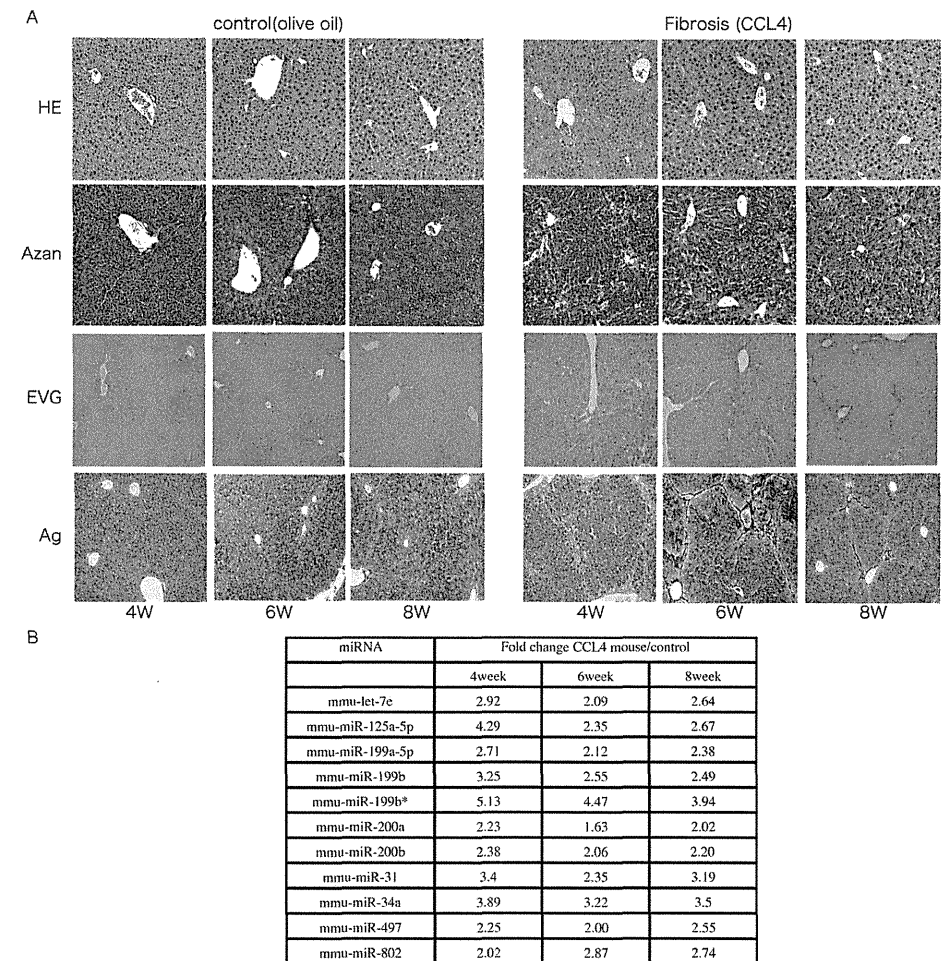 A
control(olive oil) Fibrosis (CCL4)
HE
Azan
EVG
Ag
4W 6W 8W 4W 6W 8W
B
miRNA Fold change CCL4 mouse/control
4week 6week 8week
mmu-let-7e 2.92 2.09 2.64
mmu-miR-125a-5p 4.29 2.35 2.67
mmu-miR-199a-5p 2.71 2.12 2.38
mmu-miR-199b 3.25 2.55 2.49
mmu-miR-199b* 5.13 4.47 3.94
mmu-miR-200a 2.23 1.63 2.02
mmu-miR-200b 2.38 2.06 2.20
mmu-miR-31 3.4 2.35 3.19
mmu-miR-34a 3.89 3.22 3.5
mmu-miR-497 2.25 2.00 2.55
mmu-miR-802 2.02 2.87 2.74